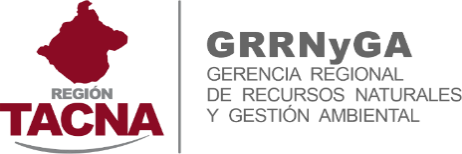 REGIÓN
TACNA
GRRNyGA
GERENCIA REGIONAL
DE RECURSOS NATURALES
Y GESTIÓN AMBIENTAL